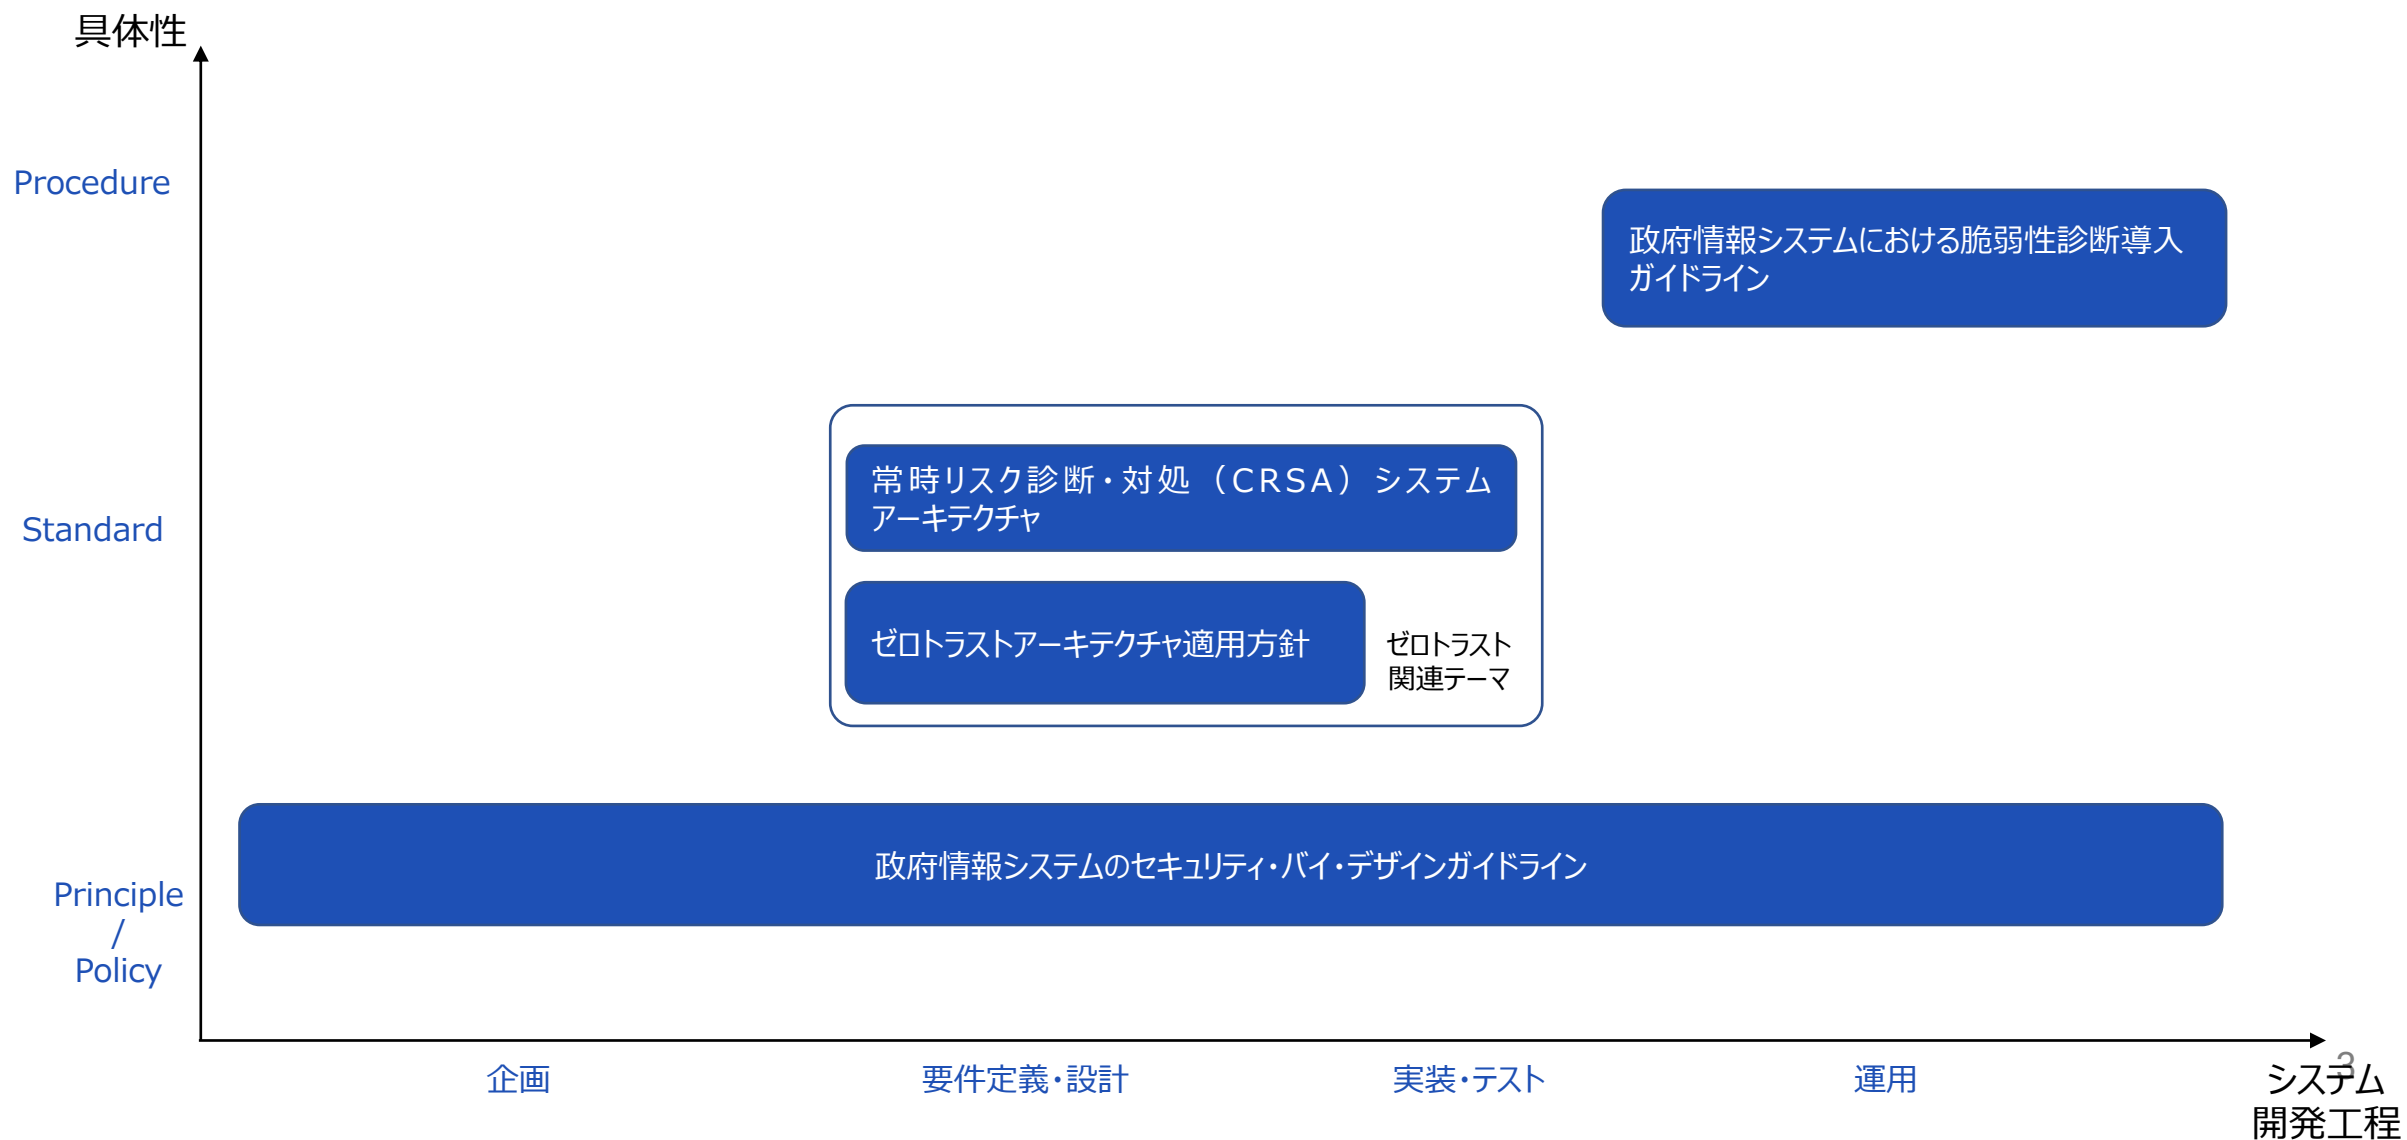 具体性
Procedure
政府情報システムにおける脆弱性診断導入
ガイドライン
Standard
常時リスク診断・対処（CRSA）システム
アーキテクチャ
ゼロトラストアーキテクチャ適用方針
ゼロトラスト
関連テーマ
政府情報システムのセキュリティ・バイ・デザインガイドライン
Principle
/
Policy
企画
要件定義・設計
実装・テスト
運用
システム
開発工程
3